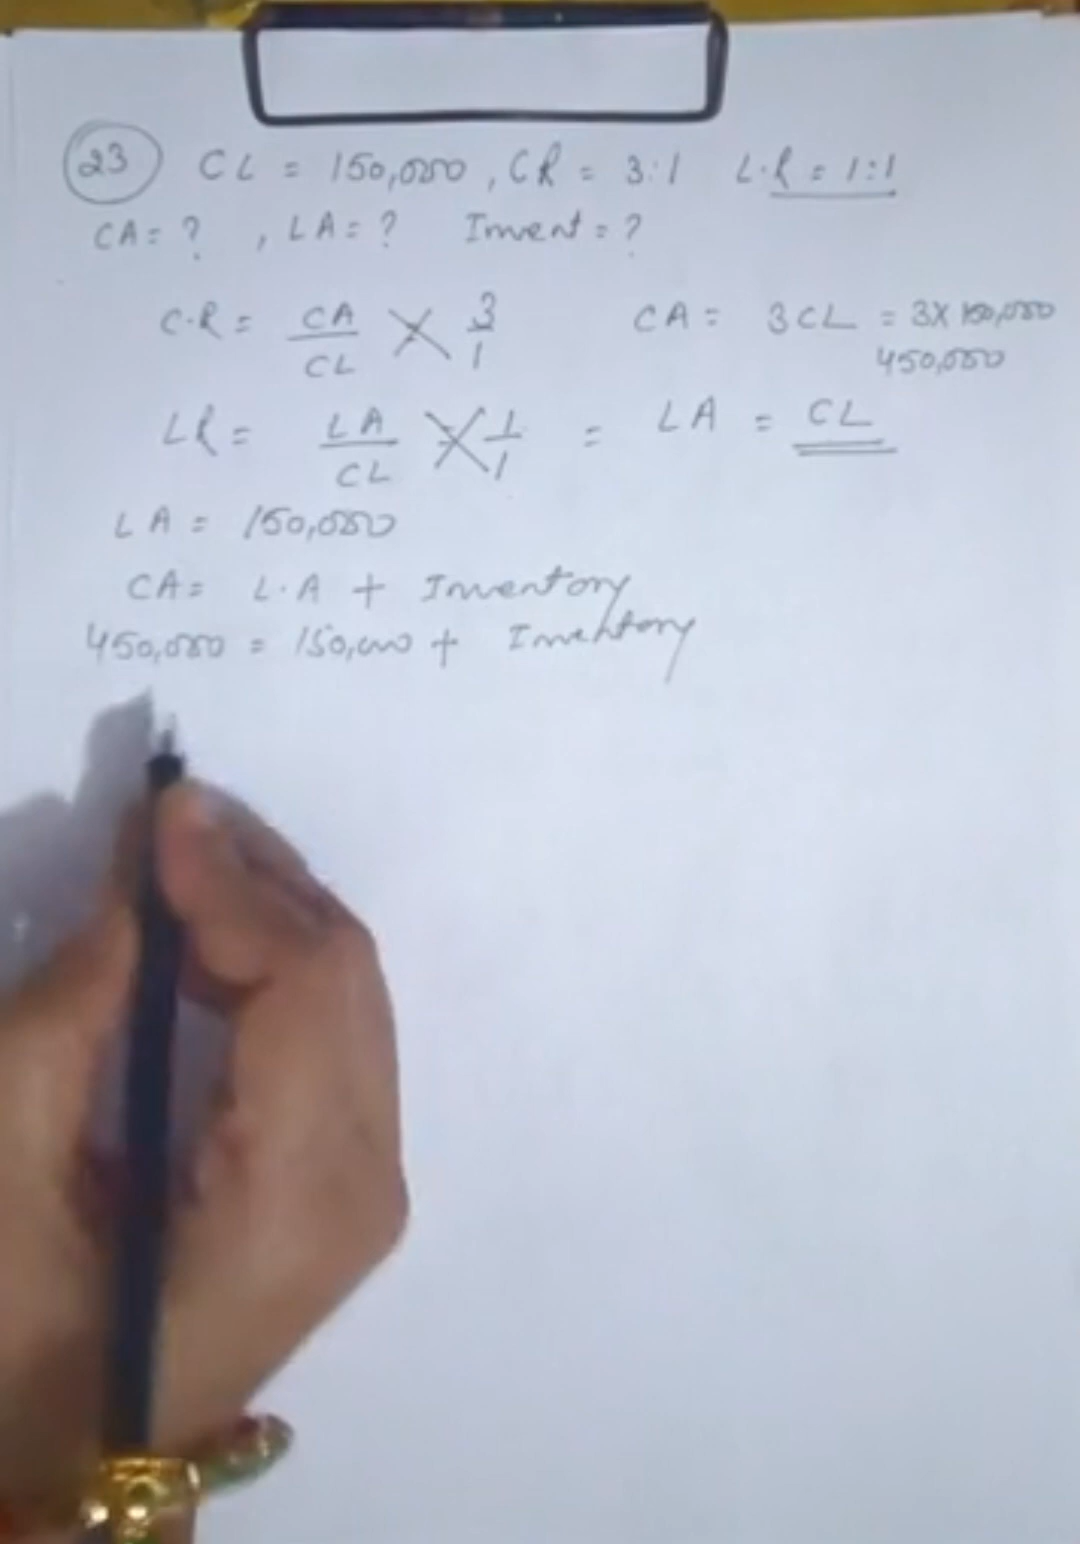 23 CL = 150,000, CR = 3:1 L.R = 1:1
CA = ? , LA = ? Invent = ?
C.R = CA/CL × 3/1 CA = 3CL = 3×150,000
450,000
LR = LA/CL × 1/1 = LA = CL
LA = 150,000
CA = L.A + Inventory
450,000 = 150,000 + Inventory